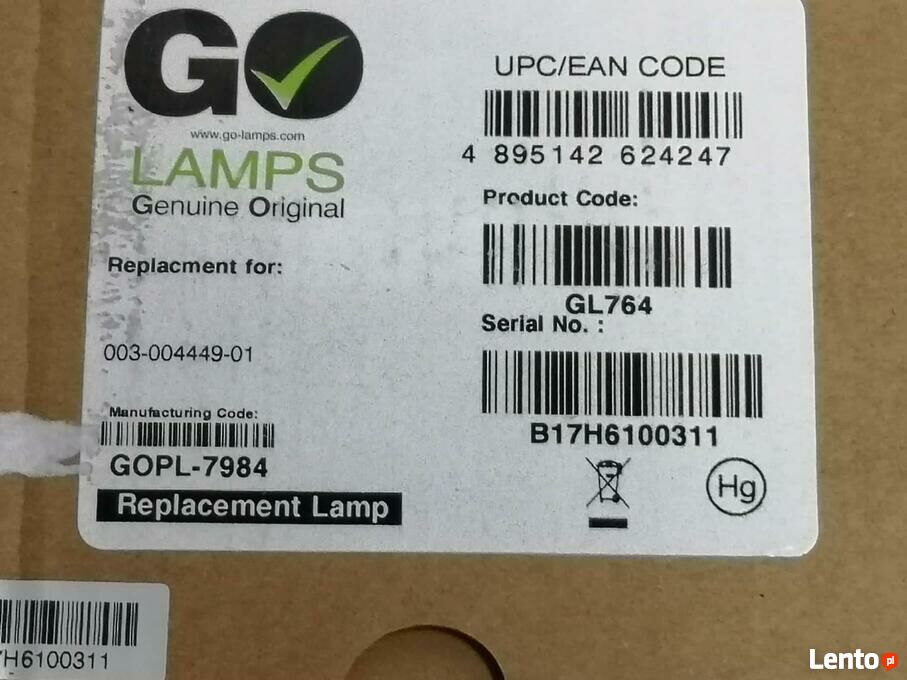 GO
www.go-lamps.com
LAMPS
Genuine Original
Replacment for:
003-004449-01
Manufacturing Code:
GOPL-7984
Replacement Lamp
UPC/EAN CODE
4 895142 624247
Product Code:
GL764
Serial No. :
B17H6100311
Hg
H6100311
Lento.pl